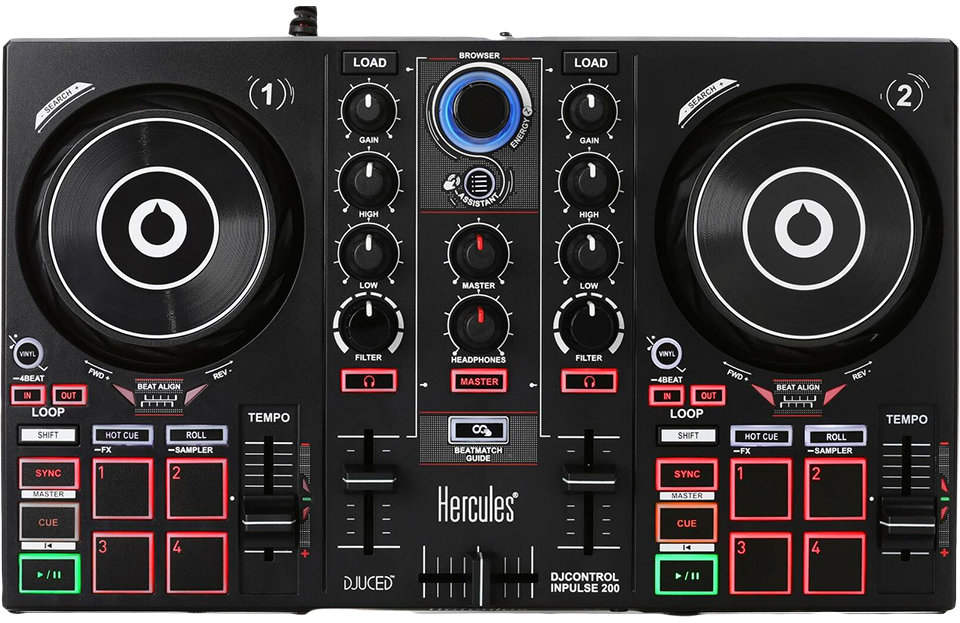 LOAD
BROWSER
LOAD
SEARCH +
1
GAIN
ENERGY
GAIN
SEARCH +
2
ASSISTANT
HIGH
HIGH
LOW
MASTER
LOW
FILTER
HEADPHONES
FILTER
VINYL
FWD +
REV -
MASTER
VINYL
FWD +
REV -
4BEAT
BEAT ALIGN
4BEAT
BEAT ALIGN
IN
OUT
IN
OUT
LOOP
LOOP
TEMPO
TEMPO
SHIFT
HOT CUE
ROLL
SHIFT
HOT CUE
ROLL
FX
SAMPLER
BEATMATCH
GUIDE
FX
SAMPLER
SYNC
1
2
SYNC
1
2
MASTER
MASTER
CUE
Hercules®
CUE
3
4
3
4
DJUCED™
DJCONTROL
INPULSE 200